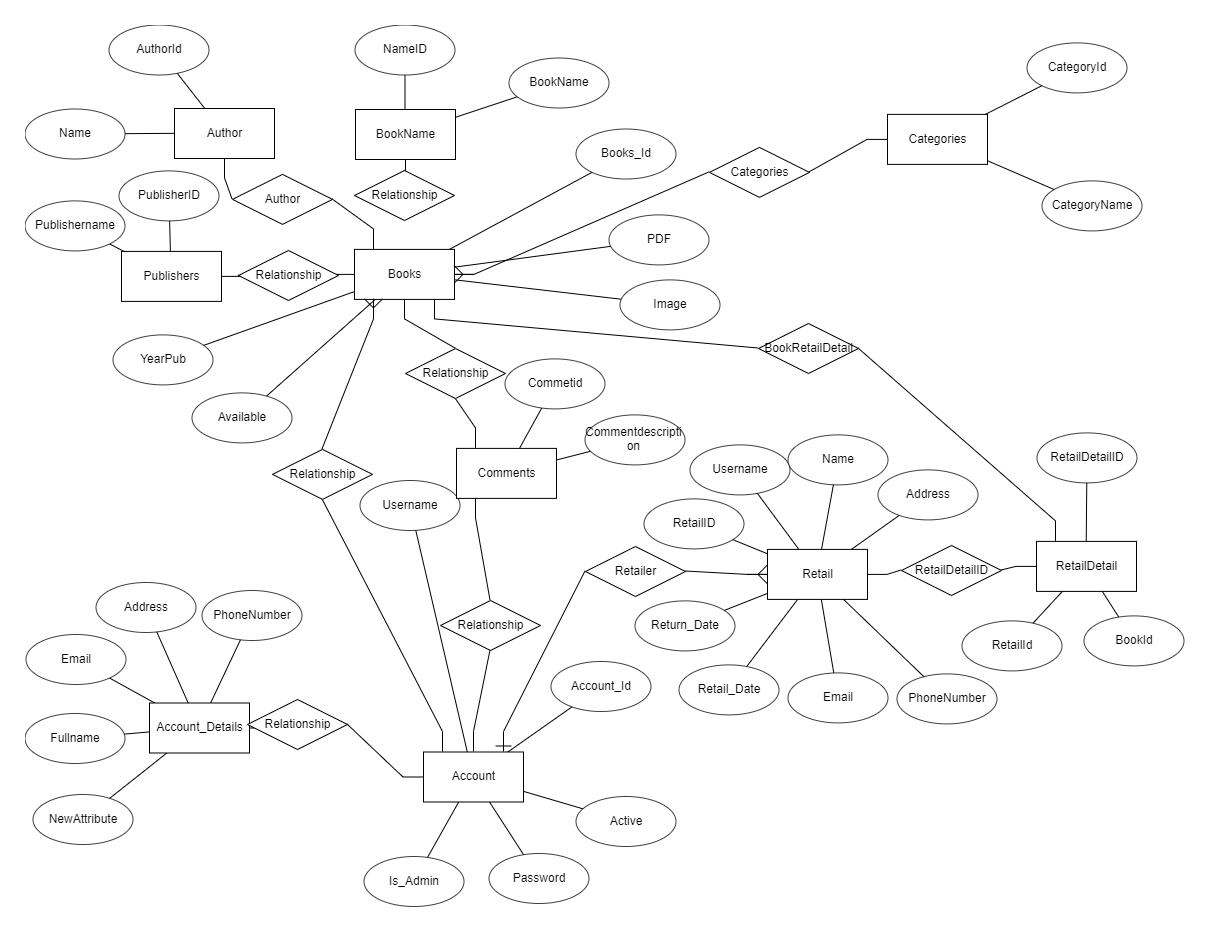 AuthorId
NameID
BookName
CategoryId
Name
Author
BookName
Categories
Books_Id
Categories
PublisherID
Author
Relationship
CategoryName
Publishername
PDF
Publishers
Relationship
Books
Image
YearPub
BookRetailDetail
Relationship
Commetid
Available
Commentdescripti
on
Relationship
Comments
Username
Name
RetailDetailID
Username
Address
RetailID
Retailer
Retail
RetailDetailID
RetailDetail
Address
PhoneNumber
Relationship
Return_Date
RetailId
BookId
Email
Account_Id
Retail_Date
Email
PhoneNumber
Fullname
Account_Details
Relationship
Account
NewAttribute
Active
Is_Admin
Password